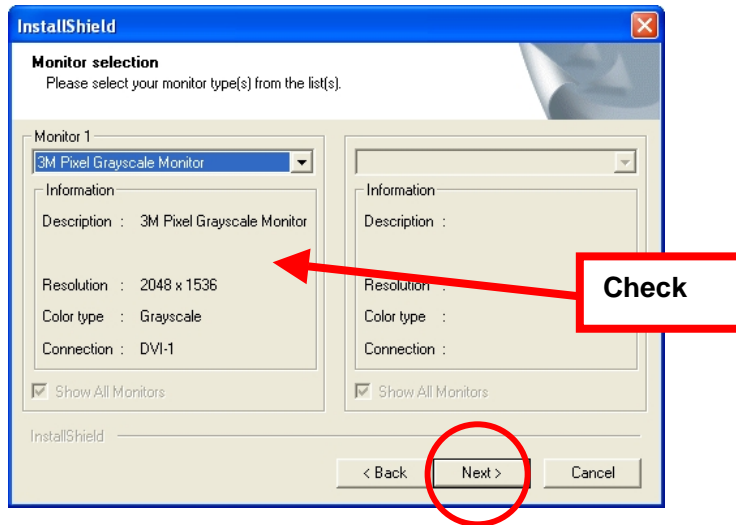 InstallShield
Monitor selection
Please select your monitor type(s) from the list(s).
Monitor 1
3M Pixel Grayscale Monitor
Information
Description : 3M Pixel Grayscale Monitor
Resolution : 2048 x 1536
Color type : Grayscale
Connection : DVI-1
Show All Monitors
Information
Description :
Resolution :
Color type :
Connection :
Show All Monitors
Check
InstallShield
< Back Next > Cancel